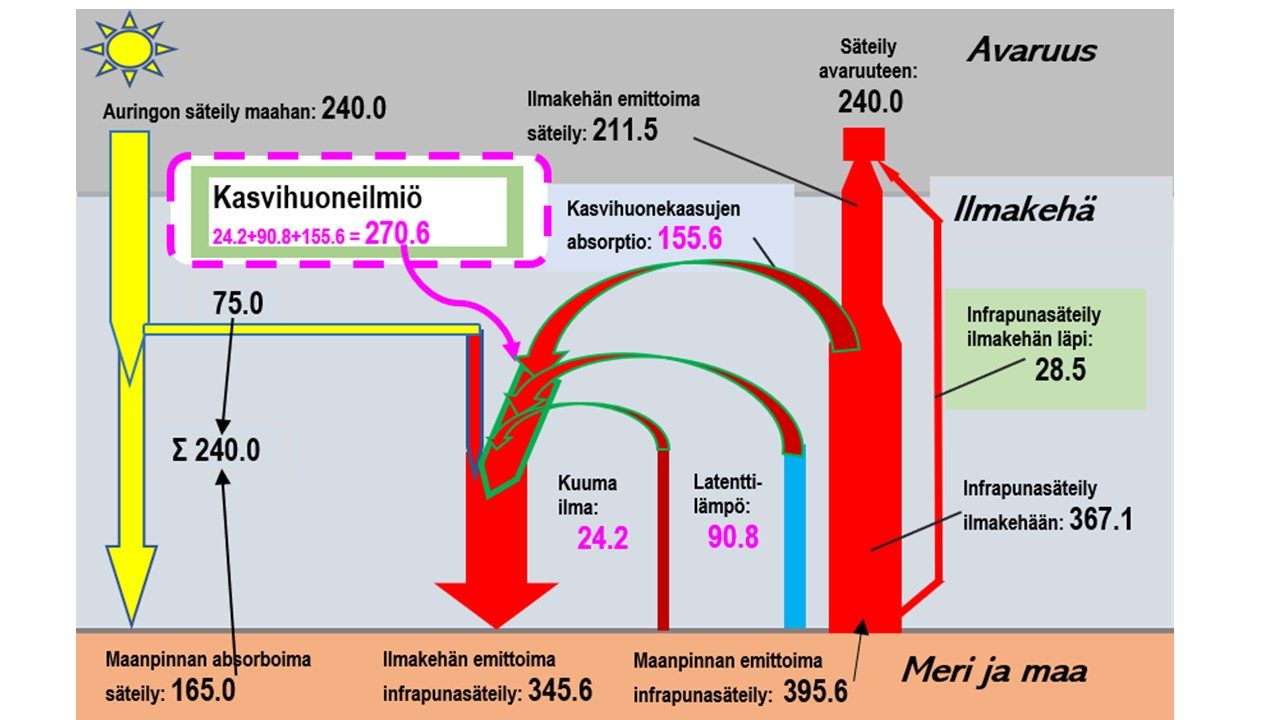 Avaruus
Säteily
avaruuteen:
240.0
Auringon säteily maahan: 240.0
Ilmakehän emittoima
säteily: 211.5
Kasvihuoneilmiö
24.2+90.8+155.6 = 270.6
Kasvihuonekaasujen
absorptio: 155.6
Ilmakehä
75.0
Infrapunasäteily
ilmakehän läpi:
28.5
Σ 240.0
Kuuma
ilma:
24.2
Latentti-
lämpö:
90.8
Infrapunasäteily
ilmakehään: 367.1
Maanpinnan absorboima
säteily: 165.0
Ilmakehän emittoima
infrapunasäteily: 345.6
Maanpinnan emittoima
infrapunasäteily: 395.6
Meri ja maa